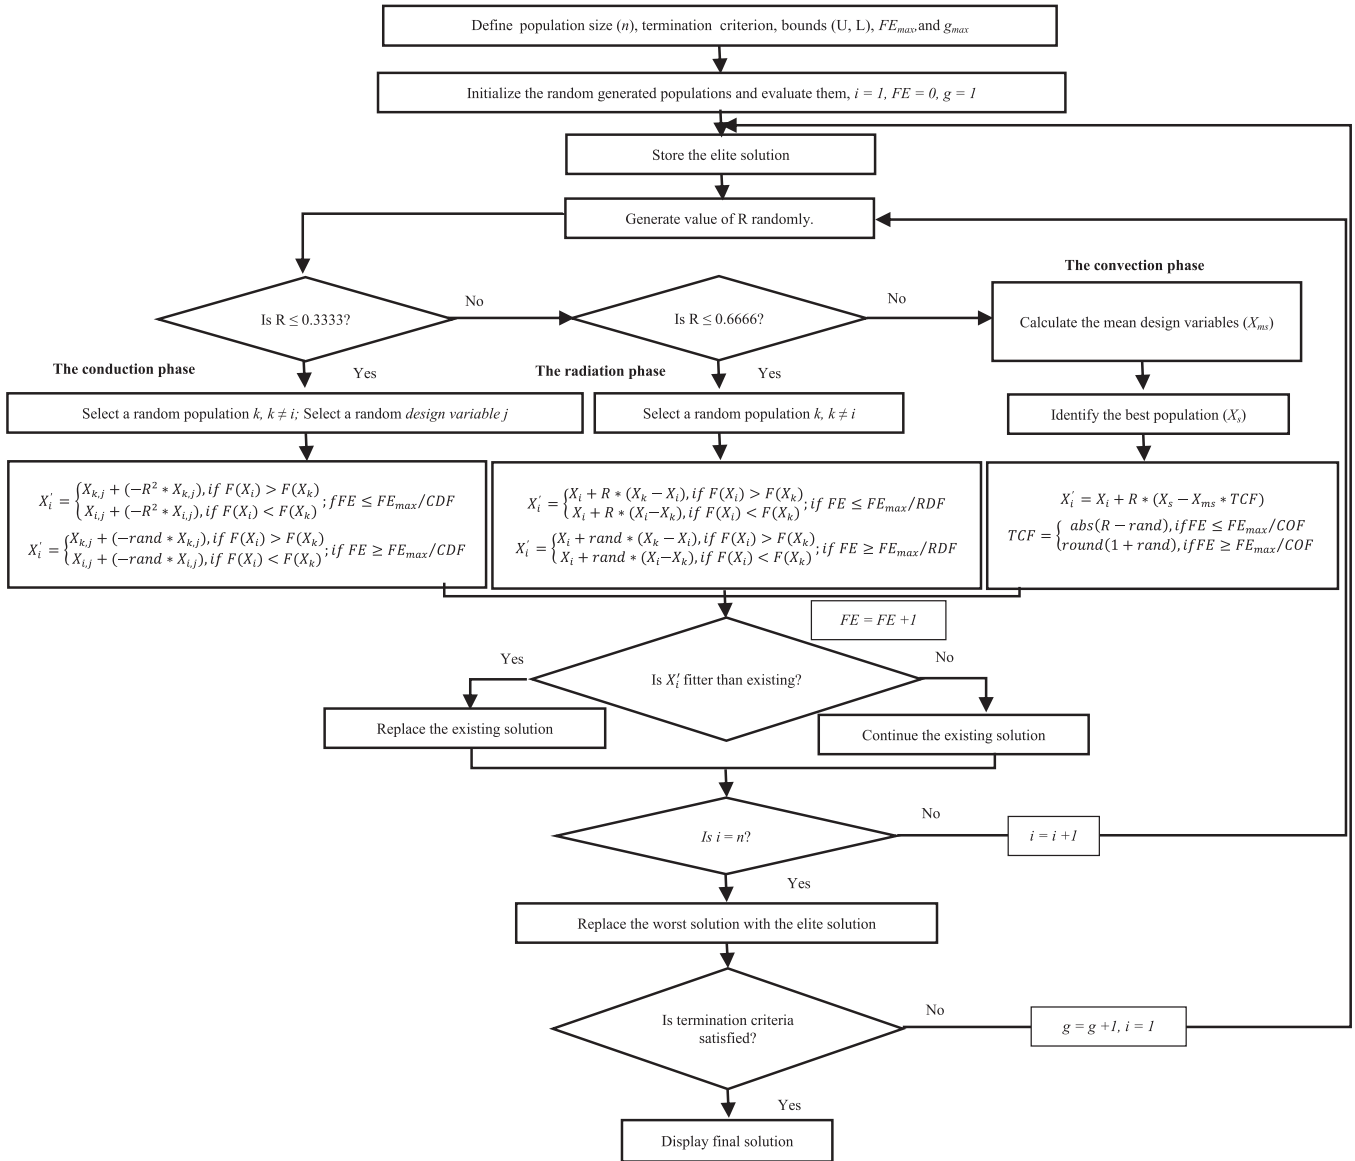 Define population size (n), termination criterion, bounds (U, L), FEmax, and gmax
Initialize the random generated populations and evaluate them, i = 1, FE = 0, g = 1
Store the elite solution
Generate value of R randomly.
The convection phase
Is R ≤ 0.3333?
No
Is R ≤ 0.6666?
No
Calculate the mean design variables (Xms)
The conduction phase
Yes
The radiation phase
Yes
Select a random population k, k ≠ i; Select a random design variable j
Select a random population k, k ≠ i
Identify the best population (Xs)
X′i = {Xk,j + (−R² * Xk,j), if F(Xi) > F(Xk)
Xi,j + (−R² * Xi,j), if F(Xi) < F(Xk) ; fFE ≤ FEmax/CDF
X′i = {Xk,j + (−rand * Xk,j), if F(Xi) > F(Xk)
Xi,j + (−rand * Xi,j), if F(Xi) < F(Xk) ; if FE ≥ FEmax/CDF
X′i = {Xi + R * (Xk − Xi), if F(Xi) > F(Xk)
Xi + R * (Xi−Xk), if F(Xi) < F(Xk) ; if FE ≤ FEmax/RDF
X′i = {Xi + rand * (Xk − Xi), if F(Xi) > F(Xk)
Xi + rand * (Xi−Xk), if F(Xi) < F(Xk) ; if FE ≥ FEmax/RDF
X′i = Xi + R * (Xs − Xms * TCF)
TCF = {abs(R − rand), ifFE ≤ FEmax/COF
round(1 + rand), ifFE ≥ FEmax/COF
FE = FE +1
Yes
Is X′i fitter than existing?
No
Replace the existing solution
Continue the existing solution
Is i = n?
No
i = i +1
Yes
Replace the worst solution with the elite solution
Is termination criteria
satisfied?
No
g = g +1, i = 1
Yes
Display final solution